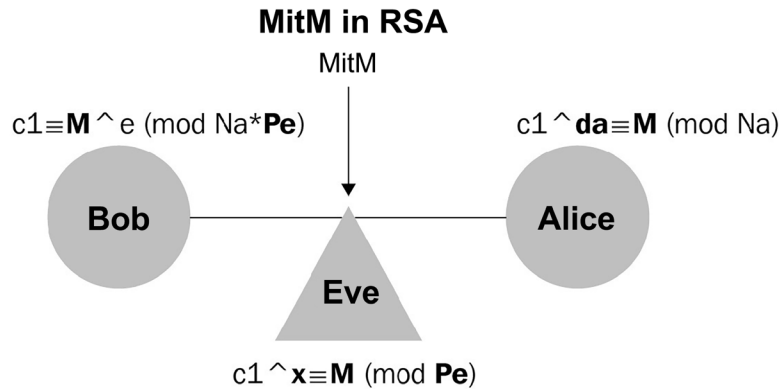 MitM in RSA
MitM
c1≡M^e (mod Na*Pe)
c1^da≡M (mod Na)
Bob
Alice
Eve
c1^x≡M (mod Pe)